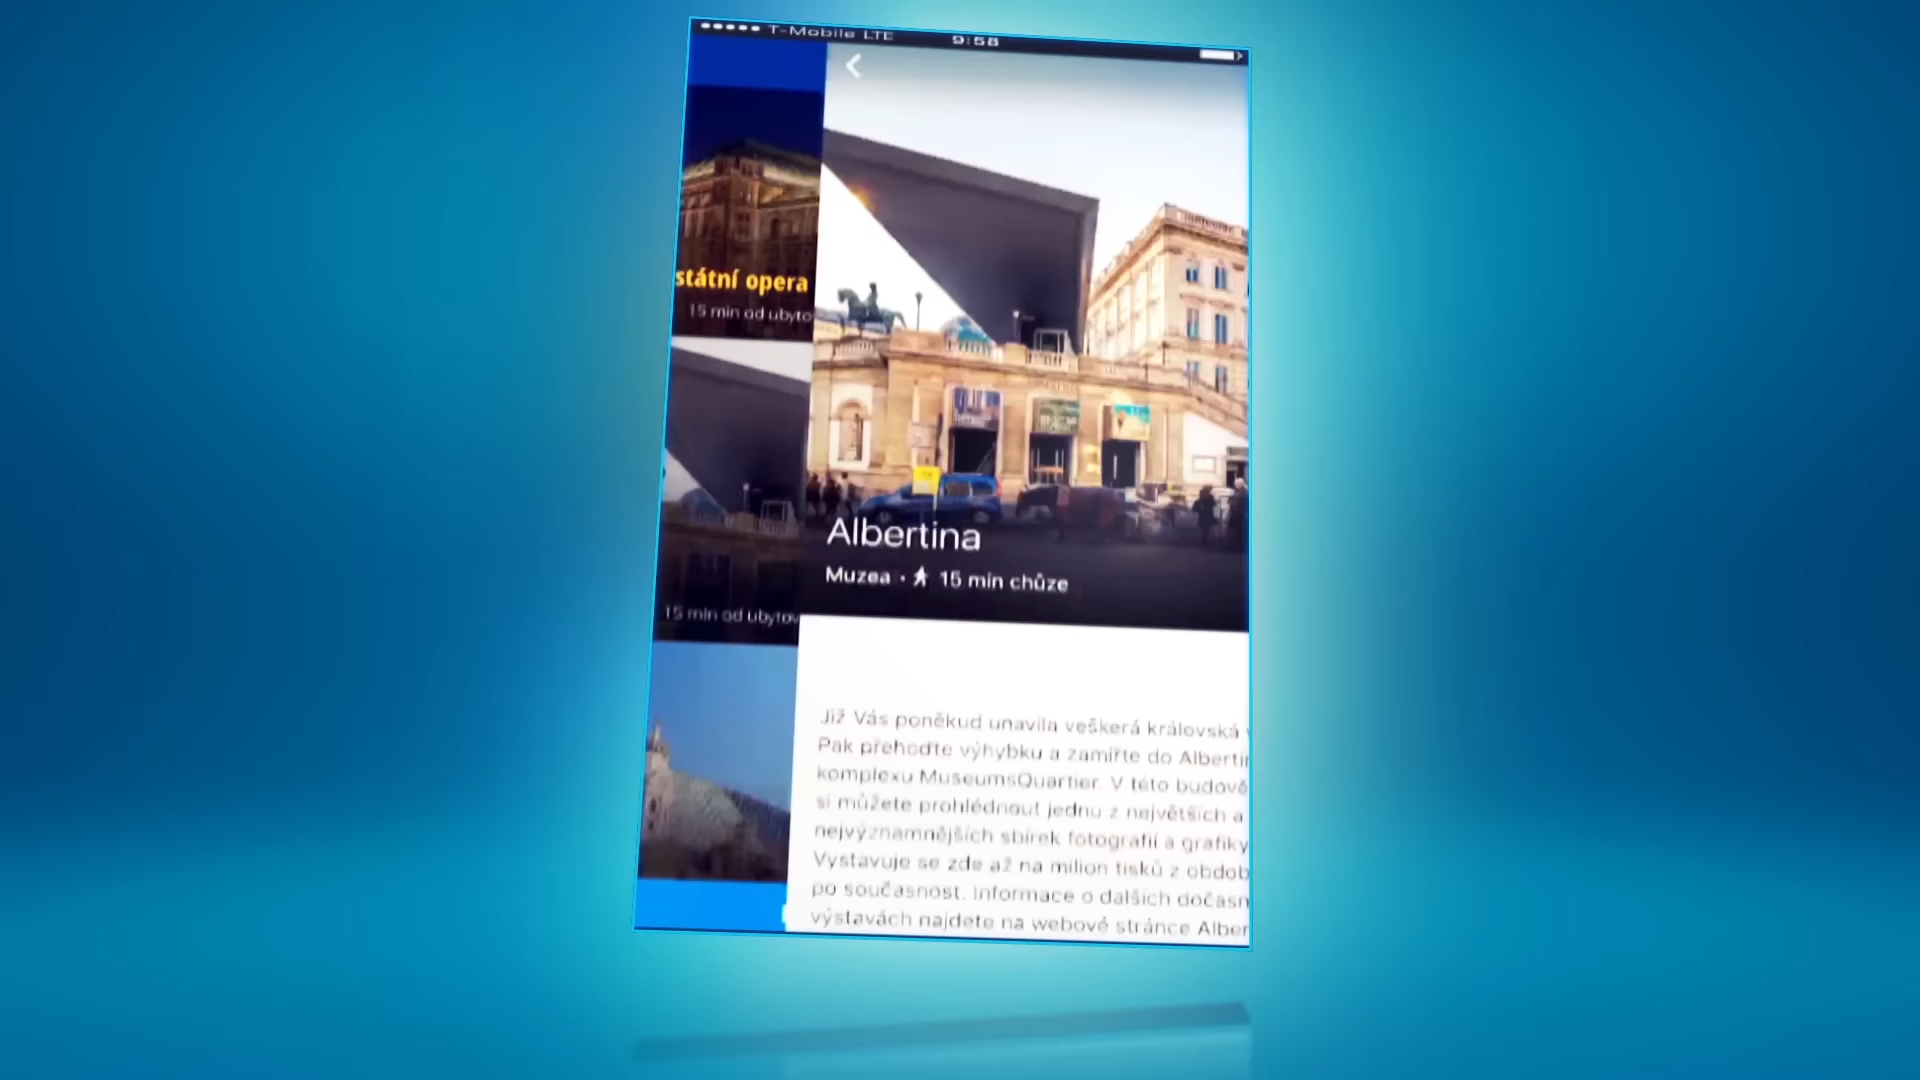 T-Mobile LTE 9:58
státní opera
15 min od ubyto
15 min od ubytov
Albertina
Muzea • 15 min chůze
Již Vás poněkud unavila veškerá královská
Pak přehoďte výhybku a zamiřte do Alberti
komplexu MuseumsQuartier. V této budově
si můžete prohlédnout jednu z největších a
nejvýznamnějších sbírek fotografií a grafiky
Vystavuje se zde až na milion tisků z obdob
po současnost. Informace o dalších dočasn
výstavách najdete na webové stránce Alber